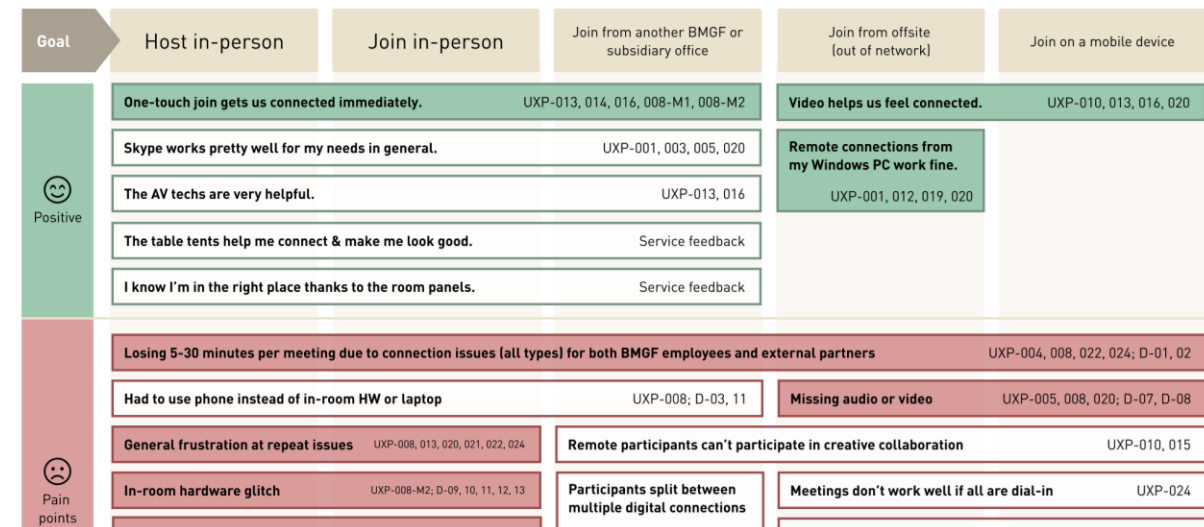 Goal
Host in-person
Join in-person
Join from another BMGF or
subsidiary office
Join from offsite
(out of network)
Join on a mobile device
Positive
One-touch join gets us connected immediately. UXP-013, 014, 016, 008-M1, 008-M2
Video helps us feel connected. UXP-010, 013, 016, 020
Skype works pretty well for my needs in general. UXP-001, 003, 005, 020
Remote connections from
my Windows PC work fine.
UXP-001, 012, 019, 020
The AV techs are very helpful. UXP-013, 016
The table tents help me connect & make me look good. Service feedback
I know I'm in the right place thanks to the room panels. Service feedback
Pain
points
Losing 5-30 minutes per meeting due to connection issues (all types) for both BMGF employees and external partners UXP-004, 008, 022, 024; D-01, 02
Had to use phone instead of in-room HW or laptop UXP-008; D-03, 11
Missing audio or video UXP-005, 008, 020; D-07, D-08
General frustration at repeat issues UXP-008, 013, 020, 021, 022, 024
Remote participants can't participate in creative collaboration UXP-010, 015
In-room hardware glitch UXP-008-M2; D-09, 10, 11, 12, 13
Participants split between
multiple digital connections
Meetings don't work well if all are dial-in UXP-024